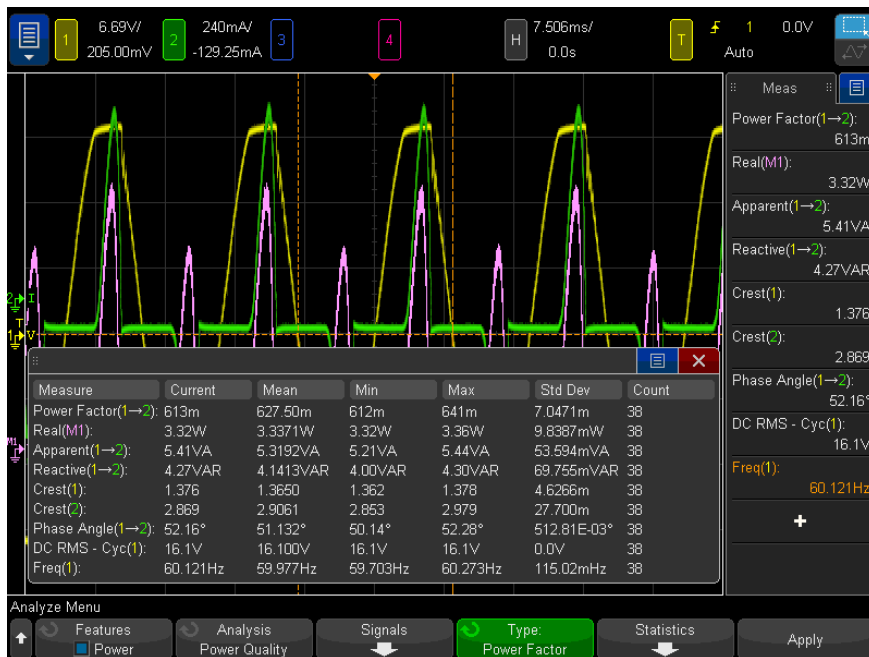 1 6.69V/ 2 240mA/ 3 4 H 7.506ms/ T 1 0.0V
205.00mV -129.25mA 0.0s Auto
Meas
Power Factor(1→2):
613m
Real(M1):
3.32W
Apparent(1→2):
5.41VA
Reactive(1→2):
4.27VAR
Crest(1):
1.376
Crest(2):
2.869
Phase Angle(1→2):
52.16°
DC RMS - Cyc(1):
16.1V
Freq(1):
60.121Hz
+
2 I
T
1 V
M1
Measure Current Mean Min Max Std Dev Count
Power Factor(1→2): 613m 627.50m 612m 641m 7.0471m 38
Real(M1): 3.32W 3.3371W 3.32W 3.36W 9.8387mW 38
Apparent(1→2): 5.41VA 5.3192VA 5.21VA 5.44VA 53.594mVA 38
Reactive(1→2): 4.27VAR 4.1413VAR 4.00VAR 4.30VAR 69.755mVAR 38
Crest(1): 1.376 1.3650 1.362 1.378 4.6266m 38
Crest(2): 2.869 2.9061 2.853 2.979 27.700m 38
Phase Angle(1→2): 52.16° 51.132° 50.14° 52.28° 512.81E-03° 38
DC RMS - Cyc(1): 16.1V 16.100V 16.1V 16.1V 0.0V 38
Freq(1): 60.121Hz 59.977Hz 59.703Hz 60.273Hz 115.02mHz 38
Analyze Menu
Features Analysis Signals Type: Statistics Apply
Power Power Quality Power Factor